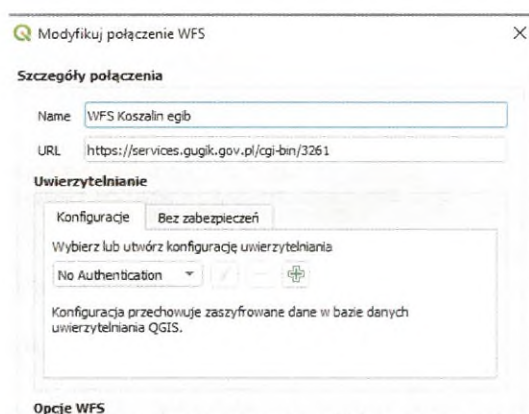 Modyfikuj połączenie WFS
Szczegóły połączenia
Name WFS Koszalin egib
URL https://services.gugik.gov.pl/cgi-bin/3261
Uwierzytelnianie
Konfiguracje Bez zabezpieczeń
Wybierz lub utwórz konfigurację uwierzytelniania
No Authentication
Konfiguracja przechowuje zaszyfrowane dane w bazie danych
uwierzytelniania QGIS.
Opcje WFS